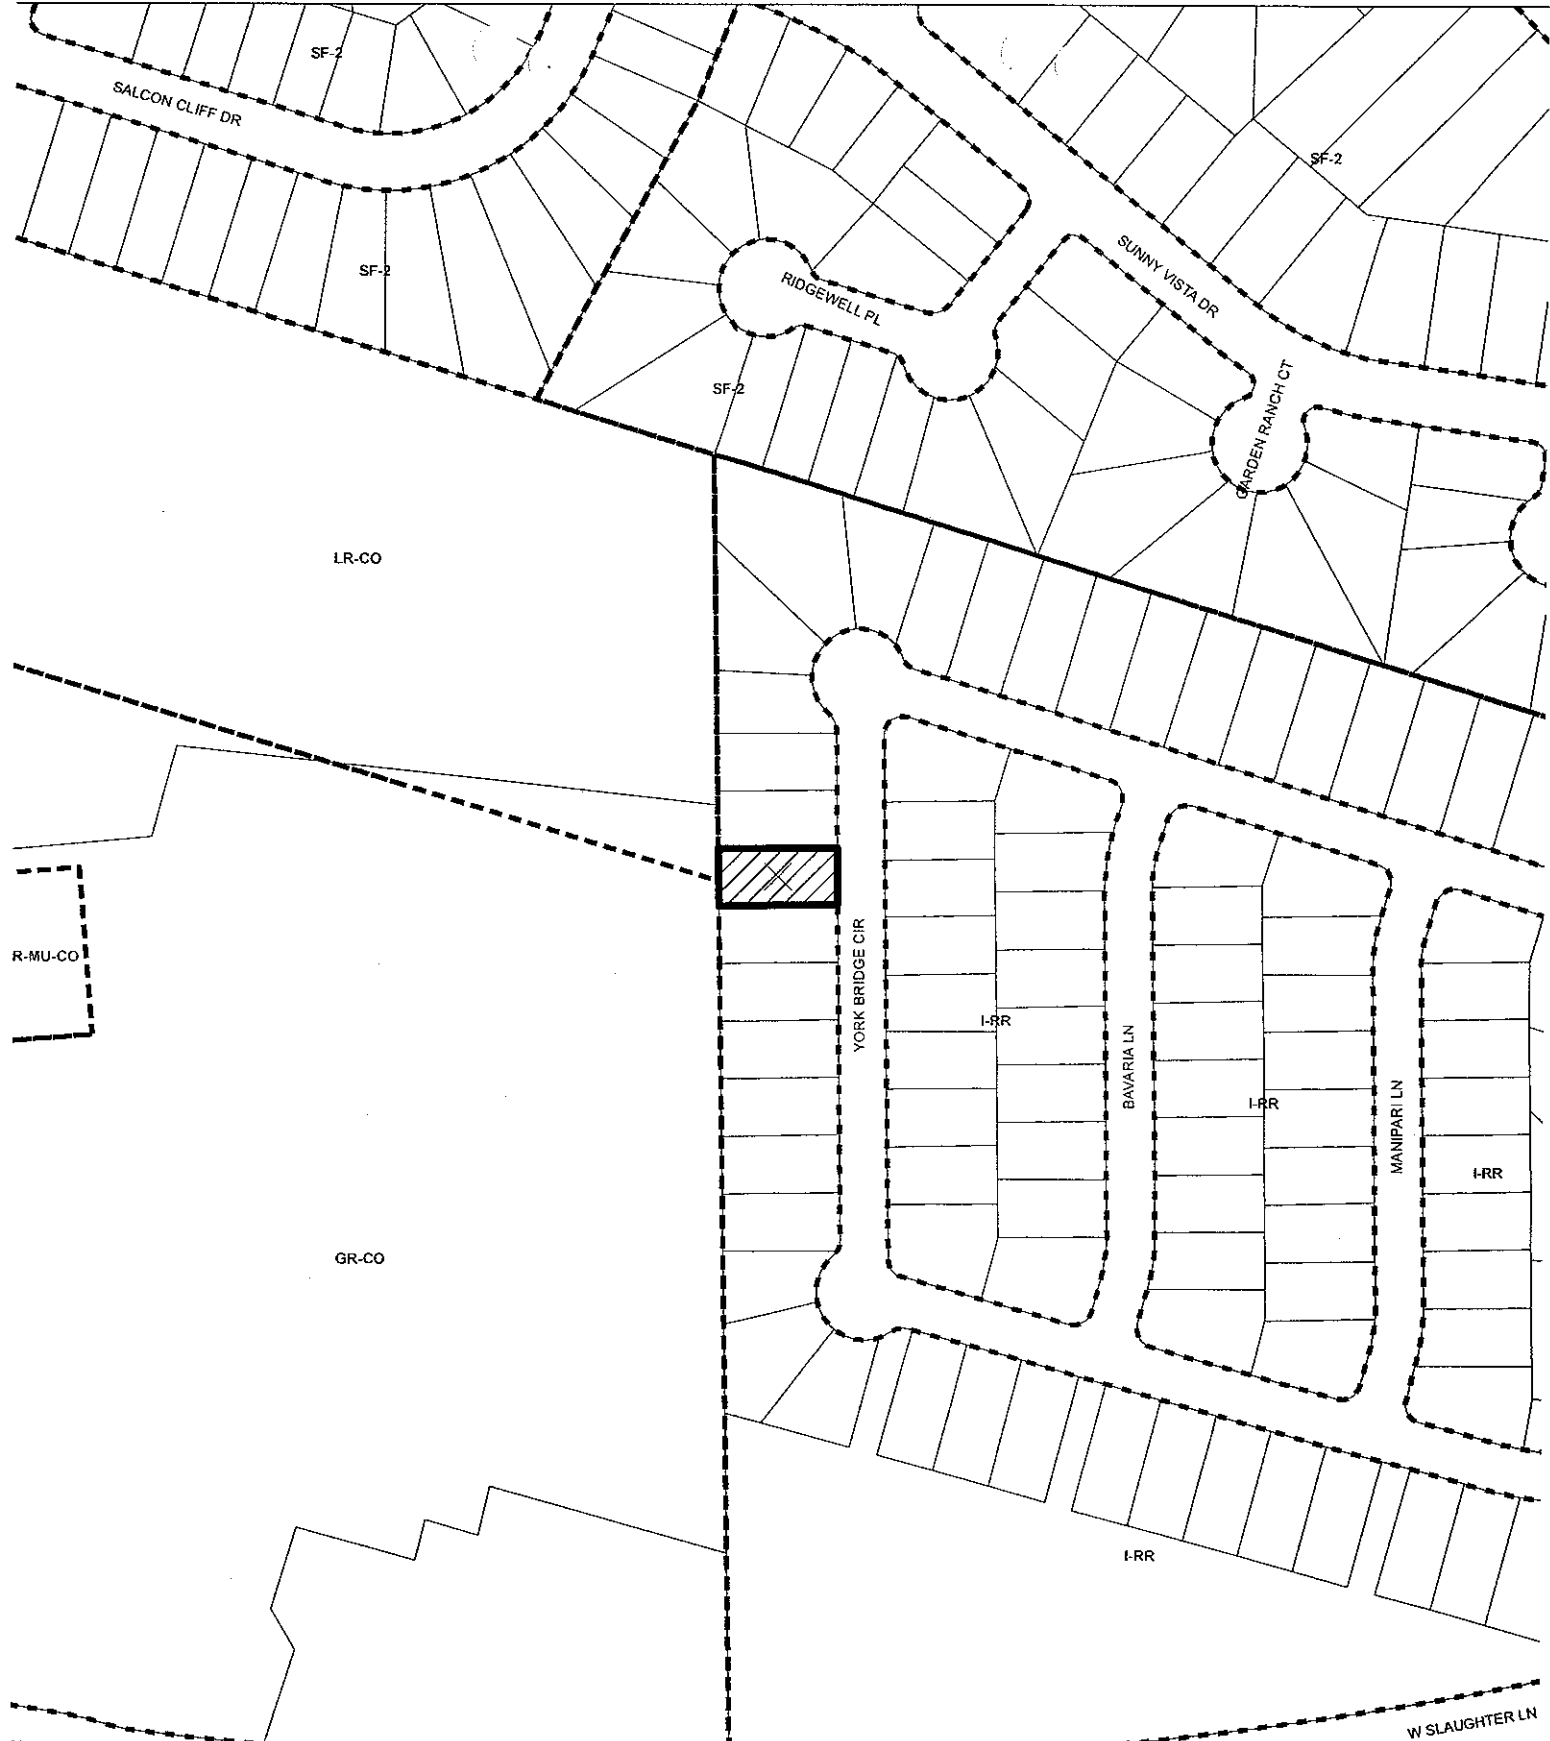 SF-2
SALCON CLIFF DR
SF-2
SF-2
SUNNY VISTA DR
RIDGEWELL PL
SF-2
GARDEN RANCH CT
LR-CO
R-MU-CO
YORK BRIDGE CIR
I-RR
BAVARIA LN
I-RR
MANIPARI LN
I-RR
GR-CO
I-RR
W SLAUGHTER LN